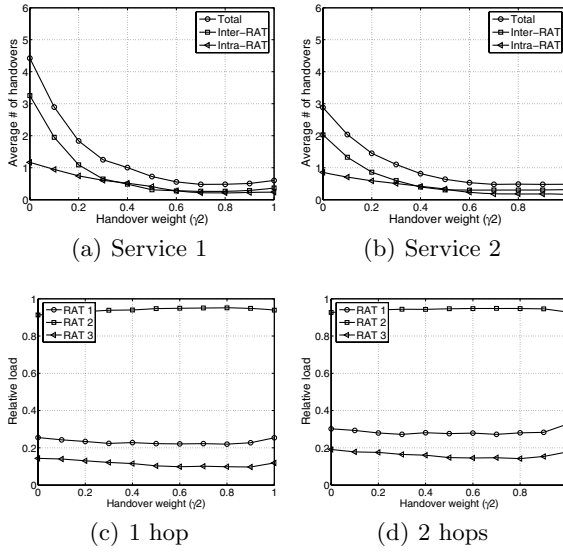 6
5
4
3
2
1
0
Average # of handovers
Total
Inter−RAT
Intra−RAT
0 0.2 0.4 0.6 0.8 1
Handover weight (γ2)
(a) Service 1
6
5
4
3
2
1
0
Average # of handovers
Total
Inter−RAT
Intra−RAT
0 0.2 0.4 0.6 0.8
Handover weight (γ2)
(b) Service 2
1
0.8
0.6
0.4
0.2
0
Relative load
RAT 1
RAT 2
RAT 3
0 0.2 0.4 0.6 0.8 1
Handover weight (γ2)
(c) 1 hop
1
0.8
0.6
0.4
0.2
0
Relative load
RAT 1
RAT 2
RAT 3
0 0.2 0.4 0.6 0.8
Handover weight (γ2)
(d) 2 hops